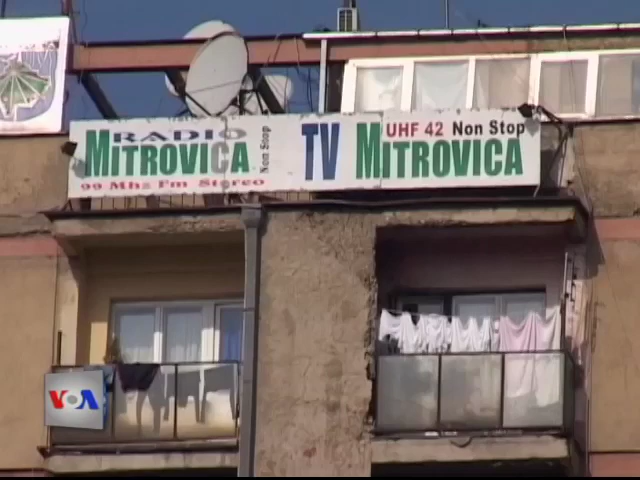 RADIO
MITROVICA Non Stop
99 Mhz Fm Stereo
TV MITROVICA
UHF 42 Non Stop
VOA